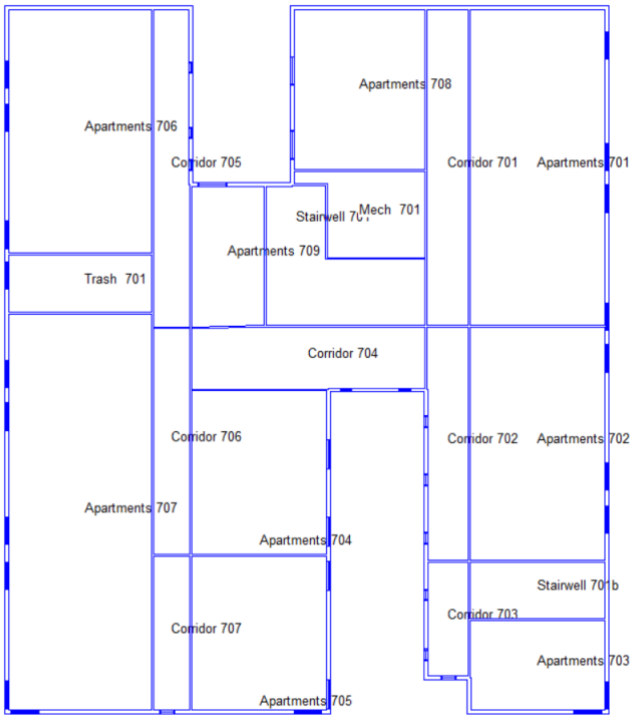 Apartments 708
Apartments 706
Corridor 705
Corridor 701
Apartments 701
Mech 701
Stairwell 701
Apartments 709
Trash 701
Corridor 704
Corridor 706
Corridor 702
Apartments 702
Apartments 707
Apartments 704
Stairwell 701b
Corridor 703
Corridor 707
Apartments 703
Apartments 705